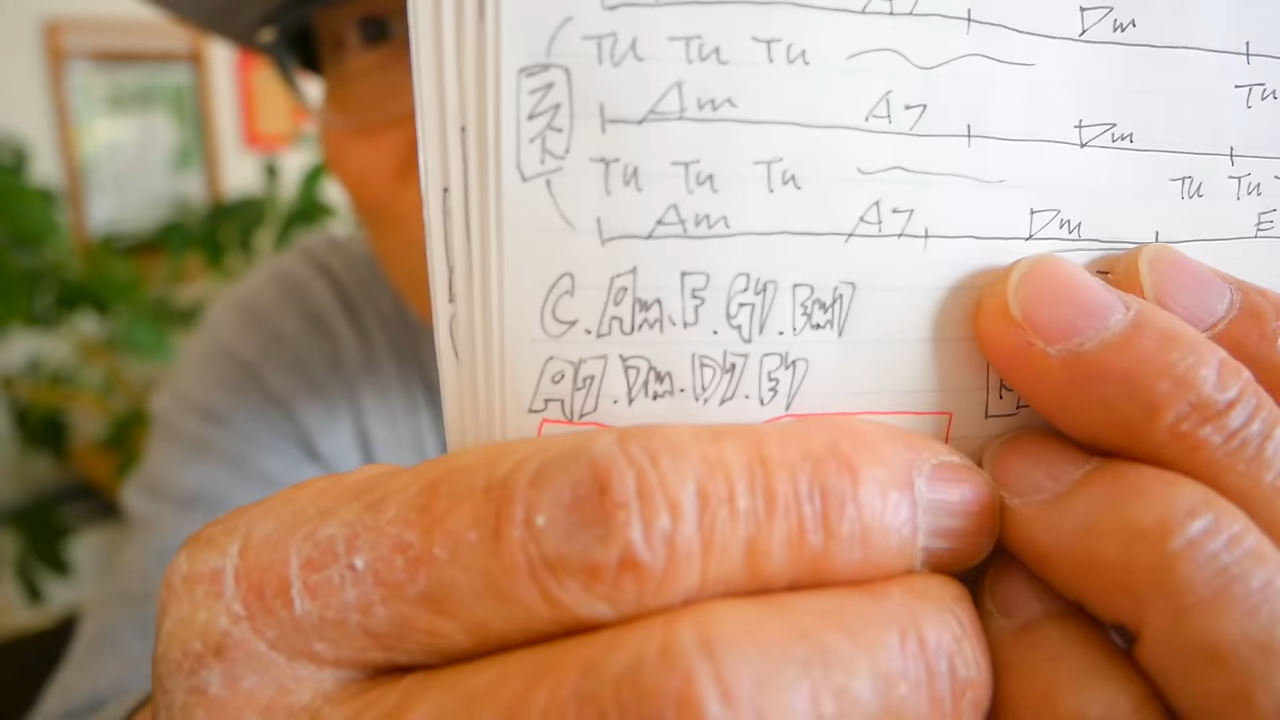 A7 Dm
Tu Tu Tu
Tu
Am A7 Dm
Tu Tu Tu
Tu Tu
Am A7 Dm E
C. Am. F. G7. Em7
A7. Dm. D7. E7